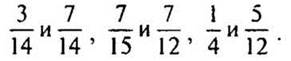 3/14 и 7/14 , 7/15 и 7/12 , 1/4 и 5/12 .